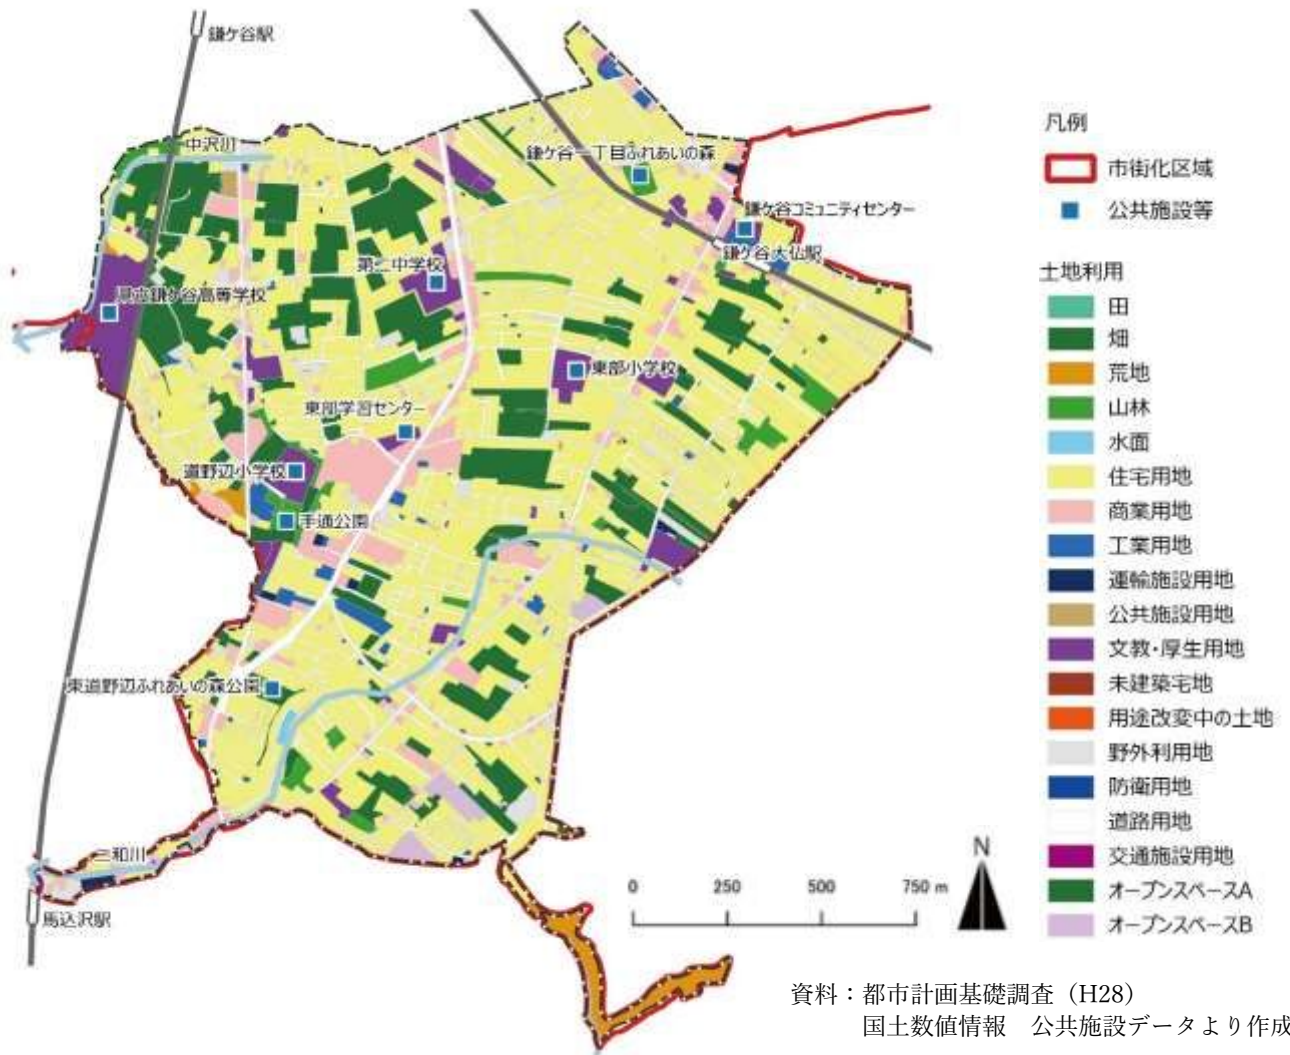 鎌ケ谷駅
中沢川
鎌ケ谷一丁目ふれあいの森
鎌ケ谷コミュニティセンター
鎌ケ谷大仏駅
第二中学校
県立鎌ケ谷高等学校
東部小学校
東部学習センター
道野辺小学校
手通公園
東道野辺ふれあいの森公園
二和川
馬込沢駅
凡例
市街化区域
公共施設等
土地利用
田
畑
荒地
山林
水面
住宅用地
商業用地
工業用地
運輸施設用地
公共施設用地
文教・厚生用地
未建築宅地
用途改変中の土地
野外利用地
防衛用地
道路用地
交通施設用地
オープンスペースA
オープンスペースB
N
0 250 500 750 m
資料：都市計画基礎調査（H28）
国土数値情報　公共施設データより作成